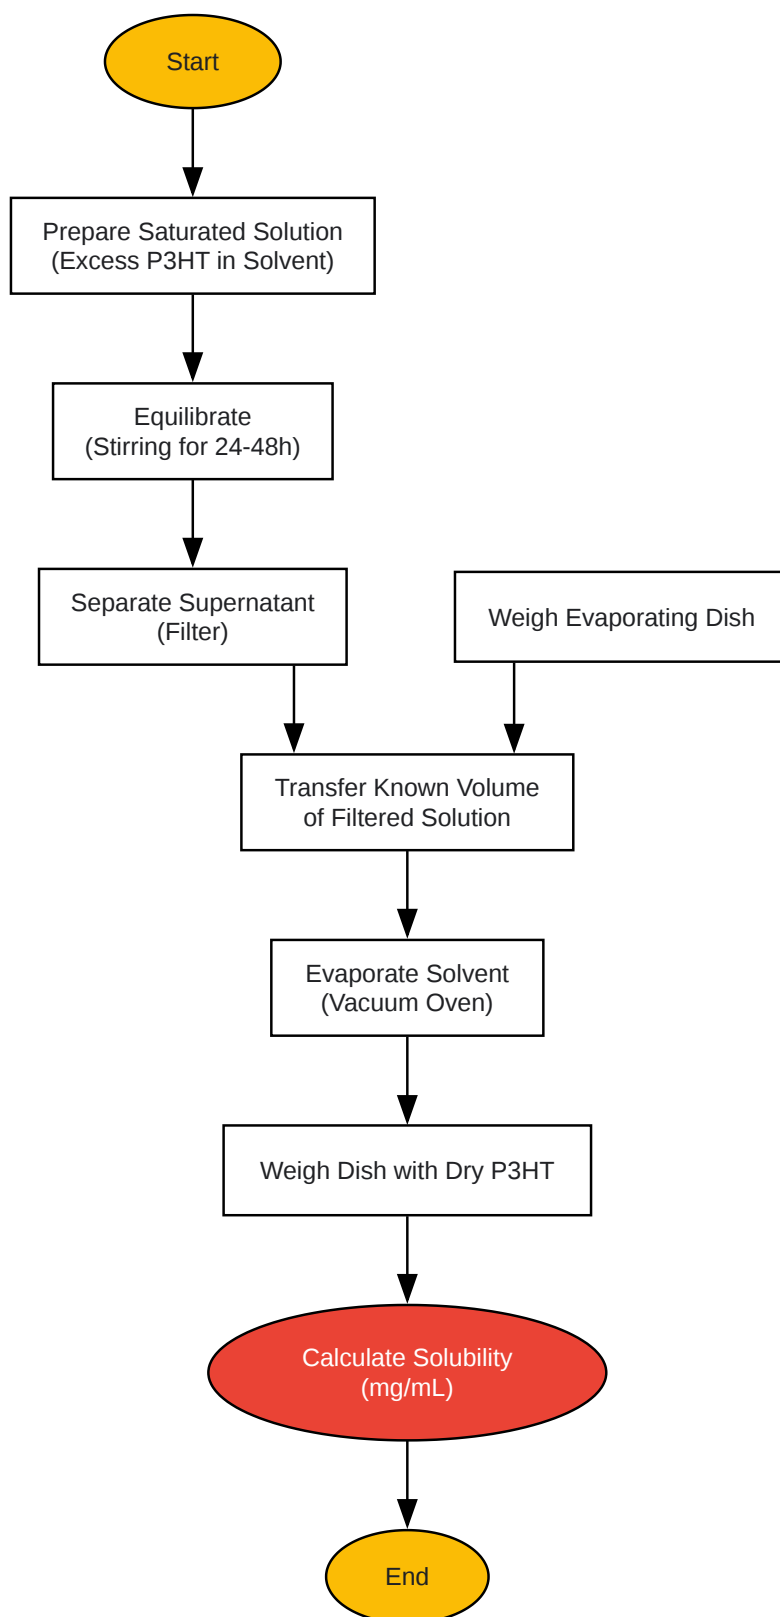 Start
Prepare Saturated Solution
(Excess P3HT in Solvent)
Equilibrate
(Stirring for 24-48h)
Separate Supernatant
(Filter)
Weigh Evaporating Dish
Transfer Known Volume
of Filtered Solution
Evaporate Solvent
(Vacuum Oven)
Weigh Dish with Dry P3HT
Calculate Solubility
(mg/mL)
End